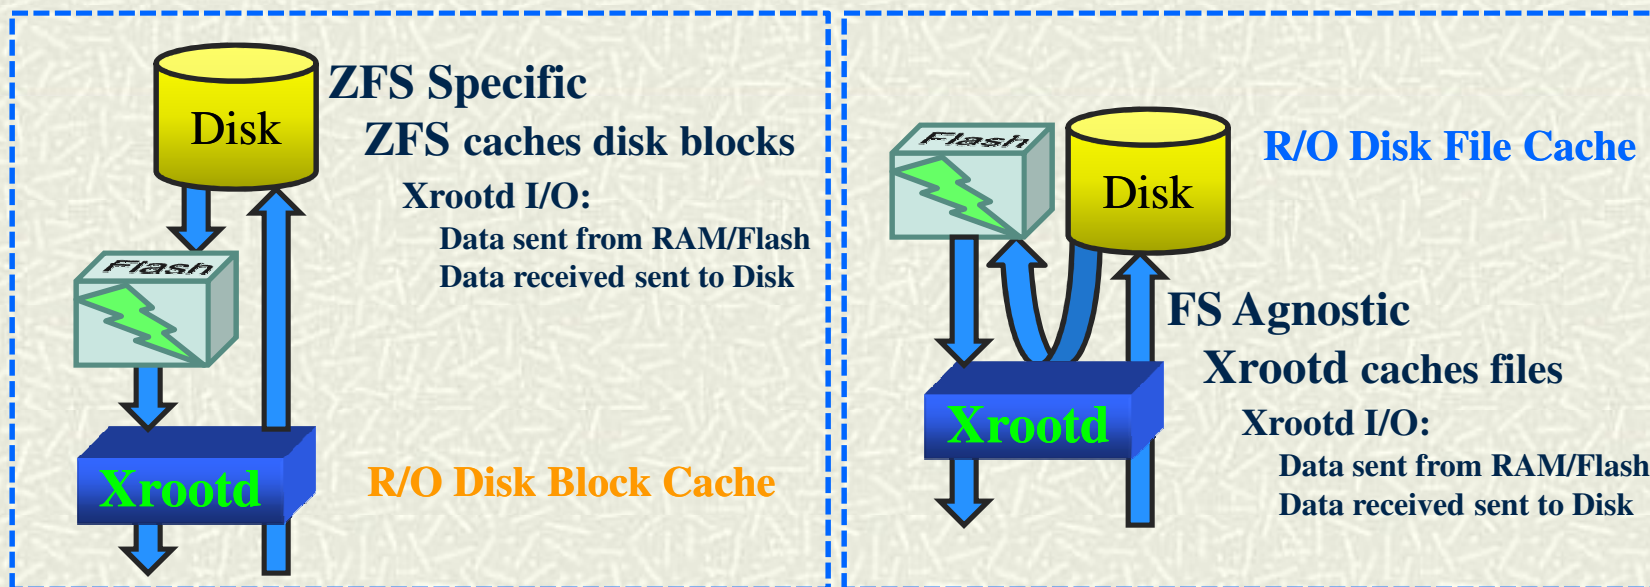 Disk
ZFS Specific
ZFS caches disk blocks
Xrootd I/O:
Data sent from RAM/Flash
Data received sent to Disk
Flash
Xrootd
R/O Disk Block Cache
Flash
Disk
R/O Disk File Cache
FS Agnostic
Xrootd caches files
Xrootd
Xrootd I/O:
Data sent from RAM/Flash
Data received sent to Disk